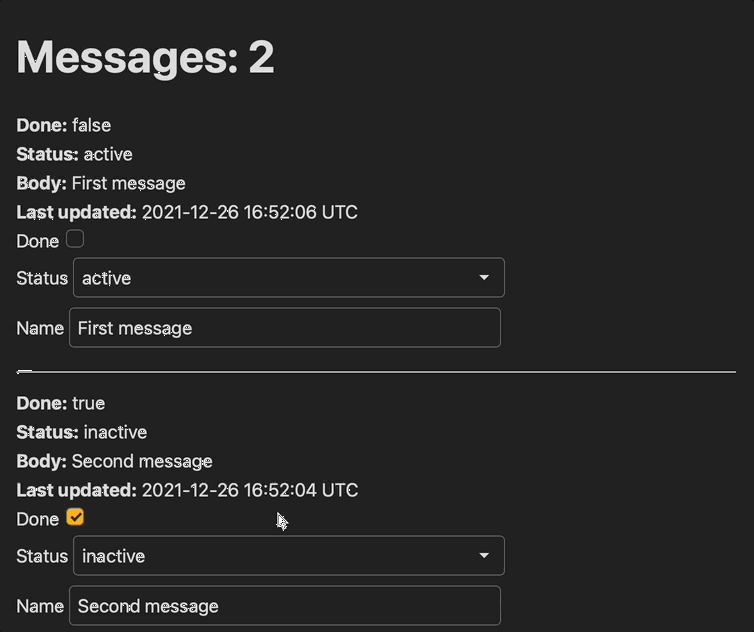 Messages: 2
Done: false
Status: active
Body: First message
Last updated: 2021-12-26 16:52:06 UTC
Done
Status active
Name First message
Done: true
Status: inactive
Body: Second message
Last updated: 2021-12-26 16:52:04 UTC
Done
Status inactive
Name Second message